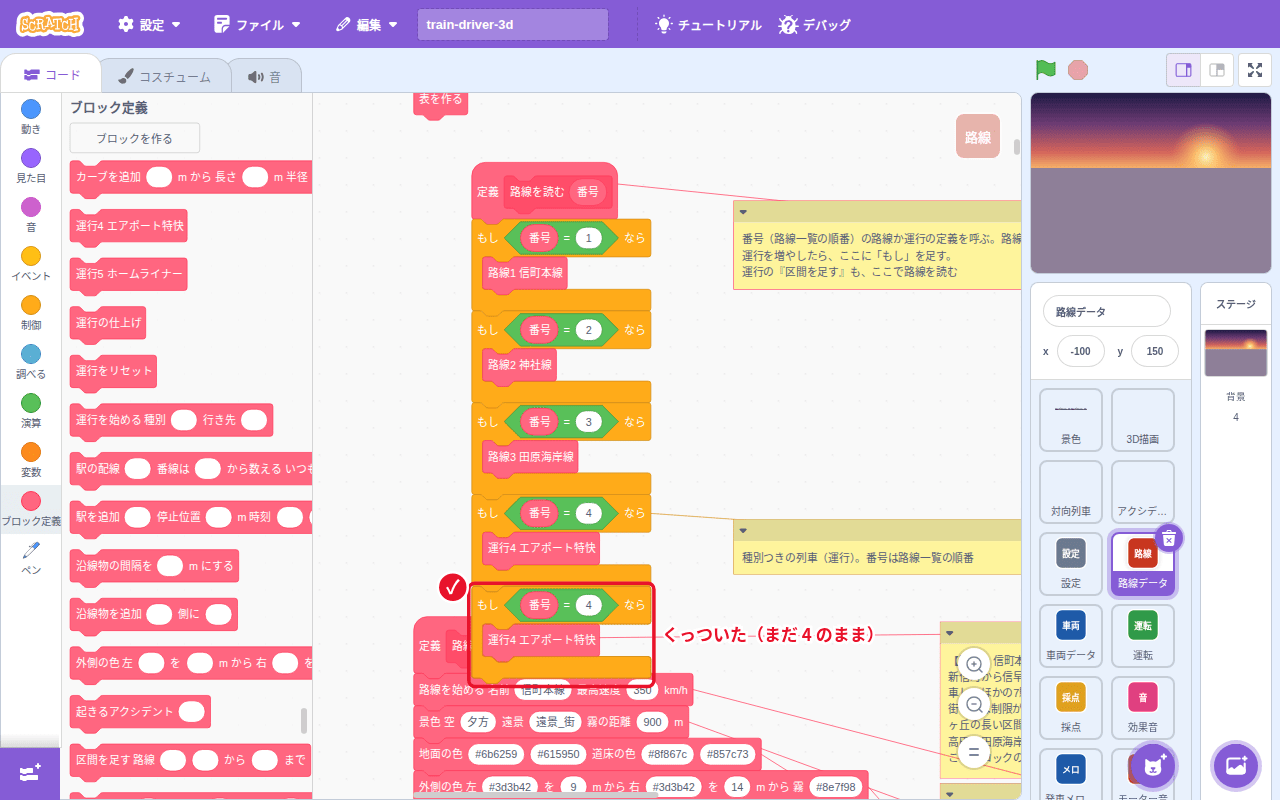 SCRATCH
設定
ファイル
編集
train-driver-3d
チュートリアル
デバッグ
コード
コスチューム
音
動き
見た目
音
イベント
制御
調べる
演算
変数
ブロック定義
ペン
ブロック定義
ブロックを作る
カーブを追加 m から 長さ m 半径
運行4 エアポート特快
運行5 ホームライナー
運行の仕上げ
運行をリセット
運行を始める 種別 行き先
駅の配線 番線は から数える いつも
駅を追加 停止位置 m 時刻
沿線物の間隔を m にする
沿線物を追加 側に
外側の色 左 を m から 右 を
起きるアクシデント
区間を足す 路線 から まで
表を作る
路線
定義 路線を読む 番号
もし 番号 = 1 なら
路線1 信町本線
もし 番号 = 2 なら
路線2 神社線
もし 番号 = 3 なら
路線3 田原海岸線
もし 番号 = 4 なら
運行4 エアポート特快
もし 番号 = 4 なら
運行4 エアポート特快
くっついた（まだ４のまま）
番号（路線一覧の順番）の路線か運行の定義を呼ぶ。路線
運行を増やしたら、ここに「もし」を足す。
運行の『区間を足す』も、ここで路線を読む
種別つきの列車（運行）。番号は路線一覧の順番
定義
路線を始める 名前 信町本線 最高速度 350 km/h
景色 空 夕方 遠景 遠景_街 霧の距離 900 m
地面の色 #6b6259 #615950 道床の色 #8f867c #857c73
外側の色 左 #3d3b42 を 9 m から 右 #3d3b42 を 14 m から 霧 #8e7f98
路線データ
x -100 y 150
景色
3D描画
対向列車
アクシデ...
設定
設定
路線
路線データ
車両
車両データ
運転
運転
採点
採点
音
効果音
メロ
発車メロ...
モーター音
ステージ
背景
4